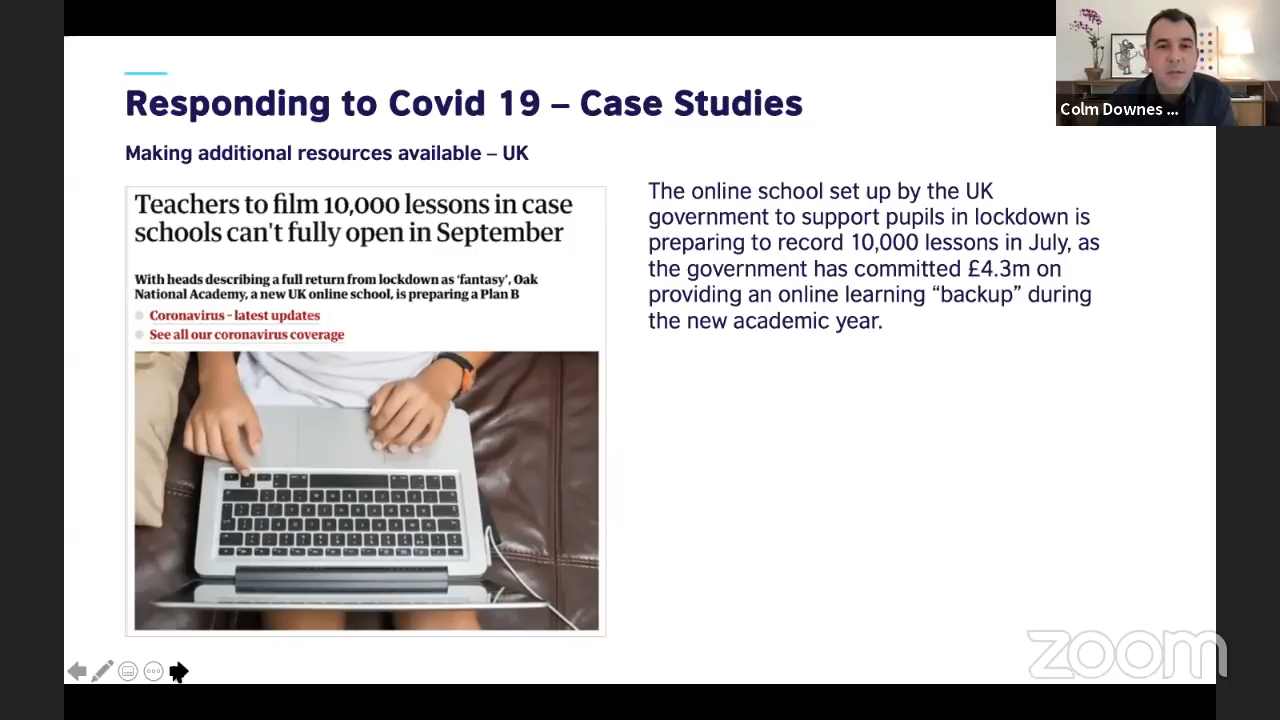 Responding to Covid 19 – Case Studies
Making additional resources available – UK
Teachers to film 10,000 lessons in case
schools can't fully open in September
With heads describing a full return from lockdown as ‘fantasy’, Oak
National Academy, a new UK online school, is preparing a Plan B
Coronavirus – latest updates
See all our coronavirus coverage
The online school set up by the UK
government to support pupils in lockdown is
preparing to record 10,000 lessons in July, as
the government has committed £4.3m on
providing an online learning “backup” during
the new academic year.
Colm Downes ...
zoom